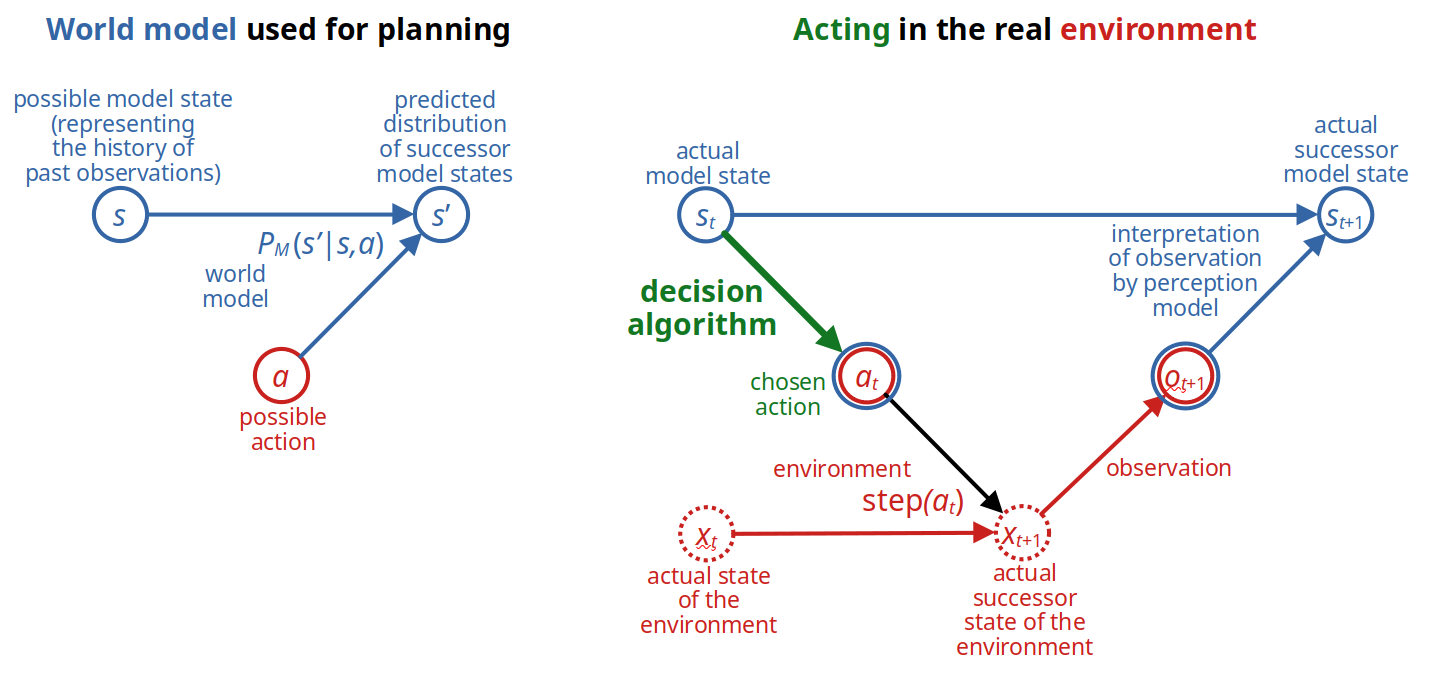 World model used for planning
possible model state
(representing
the history of
past observations)
predicted
distribution
of successor
model states
s
s′
P_M(s′|s,a)
world
model
a
possible
action
Acting in the real environment
actual
model state
actual
successor
model state
s_t
s_t+1
interpretation
of observation
by perception
model
decision
algorithm
a_t
chosen
action
o_t+1
environment
step(a_t)
observation
x_t
x_t+1
actual state
of the
environment
actual
successor
state of the
environment